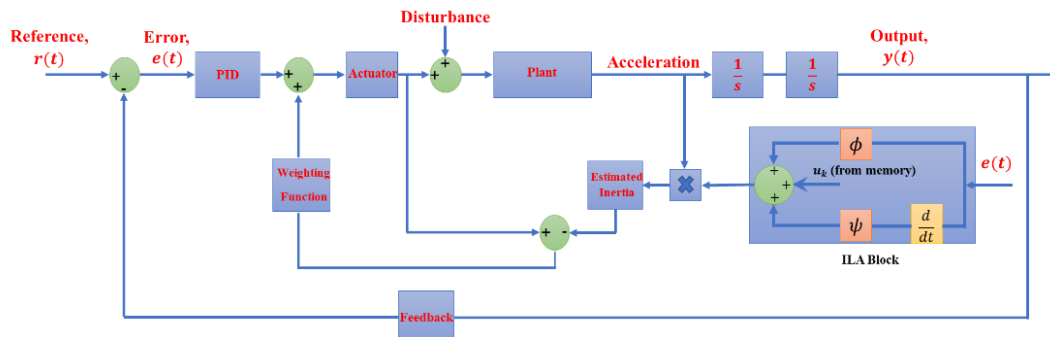 Disturbance
Reference,
r(t)
Error,
e(t)
Output,
y(t)
+
-
PID
+
+
Actuator
+
+
Plant
Acceleration
1
s
1
s
Weighting
Function
Estimated
Inertia
×
+
-
ϕ
e(t)
+
+
+
u_k (from memory)
ψ
d
dt
ILA Block
Feedback